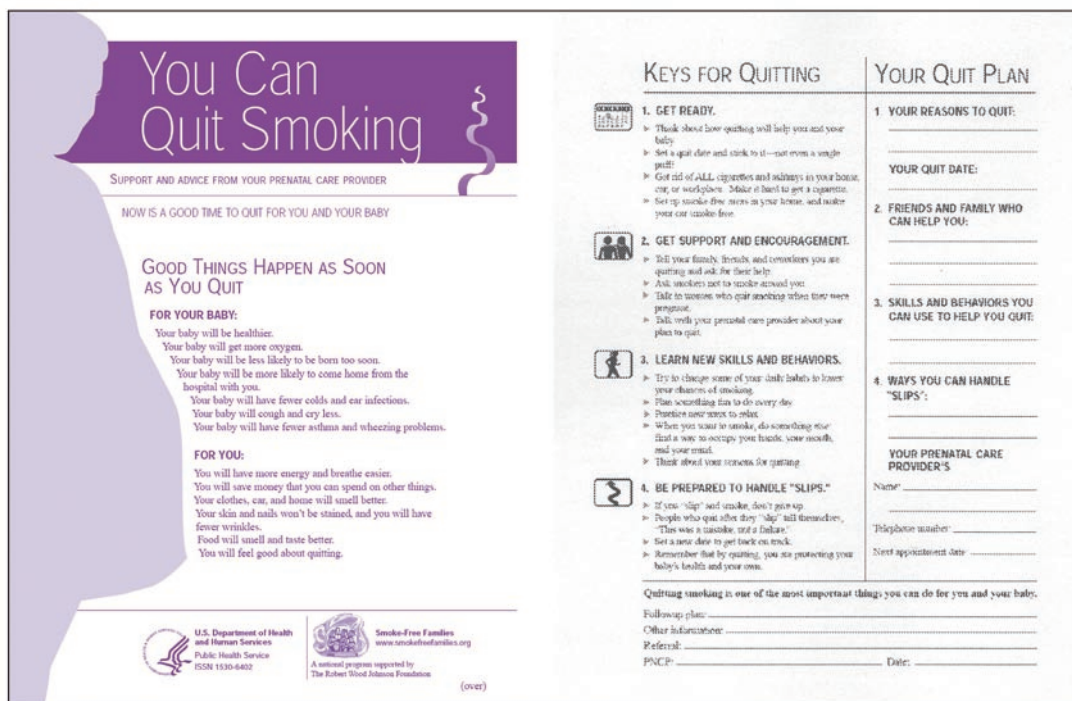 You Can
Quit Smoking
SUPPORT AND ADVICE FROM YOUR PRENATAL CARE PROVIDER
NOW IS A GOOD TIME TO QUIT FOR YOU AND YOUR BABY
GOOD THINGS HAPPEN AS SOON
AS YOU QUIT
FOR YOUR BABY:
Your baby will be healthier.
Your baby will get more oxygen.
Your baby will be less likely to be born too soon.
Your baby will be more likely to come home from the
hospital with you.
Your baby will have fewer colds and ear infections.
Your baby will cough and cry less.
Your baby will have fewer asthma and wheezing problems.
FOR YOU:
You will have more energy and breathe easier.
You will save money that you can spend on other things.
Your clothes, car, and home will smell better.
Your skin and nails won't be stained, and you will have
fewer wrinkles.
Food will smell and taste better.
You will feel good about quitting.
U.S. Department of Health
and Human Services
Public Health Service
ISSN 1530-6402
Smoke-Free Families
www.smokefreefamilies.org
A national program supported by
The Robert Wood Johnson Foundation
(over)
KEYS FOR QUITTING
1. GET READY.
Think about how quitting will help you and your
baby.
Set a quit date and stick to it—not even a single
puff!
Get rid of ALL cigarettes and ashtrays in your home,
car, or workplace. Make it hard to get a cigarette.
Set up smoke-free areas in your home, and make
your car smoke-free.
2. GET SUPPORT AND ENCOURAGEMENT.
Tell your family, friends, and coworkers you are
quitting and ask for their help.
Ask smokers not to smoke around you.
Talk to women who quit smoking when they were
pregnant.
Talk with your prenatal care provider about your
plan to quit.
3. LEARN NEW SKILLS AND BEHAVIORS.
Try to change some of your daily habits to lower
your chances of smoking.
Plan something fun to do every day.
Practice new ways to relax.
When you want to smoke, do something else
find a way to occupy your hands, your mouth,
and your mind.
Think about your reasons for quitting.
4. BE PREPARED TO HANDLE "SLIPS."
If you "slip" and smoke, don't give up.
People who quit after they "slip" tell themselves,
"This was a mistake, not a failure."
Set a new date to get back on track.
Remember that by quitting, you are protecting your
baby's health and your own.
YOUR QUIT PLAN
1. YOUR REASONS TO QUIT:
YOUR QUIT DATE:
2. FRIENDS AND FAMILY WHO
CAN HELP YOU:
3. SKILLS AND BEHAVIORS YOU
CAN USE TO HELP YOU QUIT:
4. WAYS YOU CAN HANDLE
"SLIPS":
YOUR PRENATAL CARE
PROVIDER'S
Name:
Telephone number:
Next appointment date:
Quitting smoking is one of the most important things you can do for you and your baby.
Followup plan:
Other information:
Referral:
PNCP: Date: